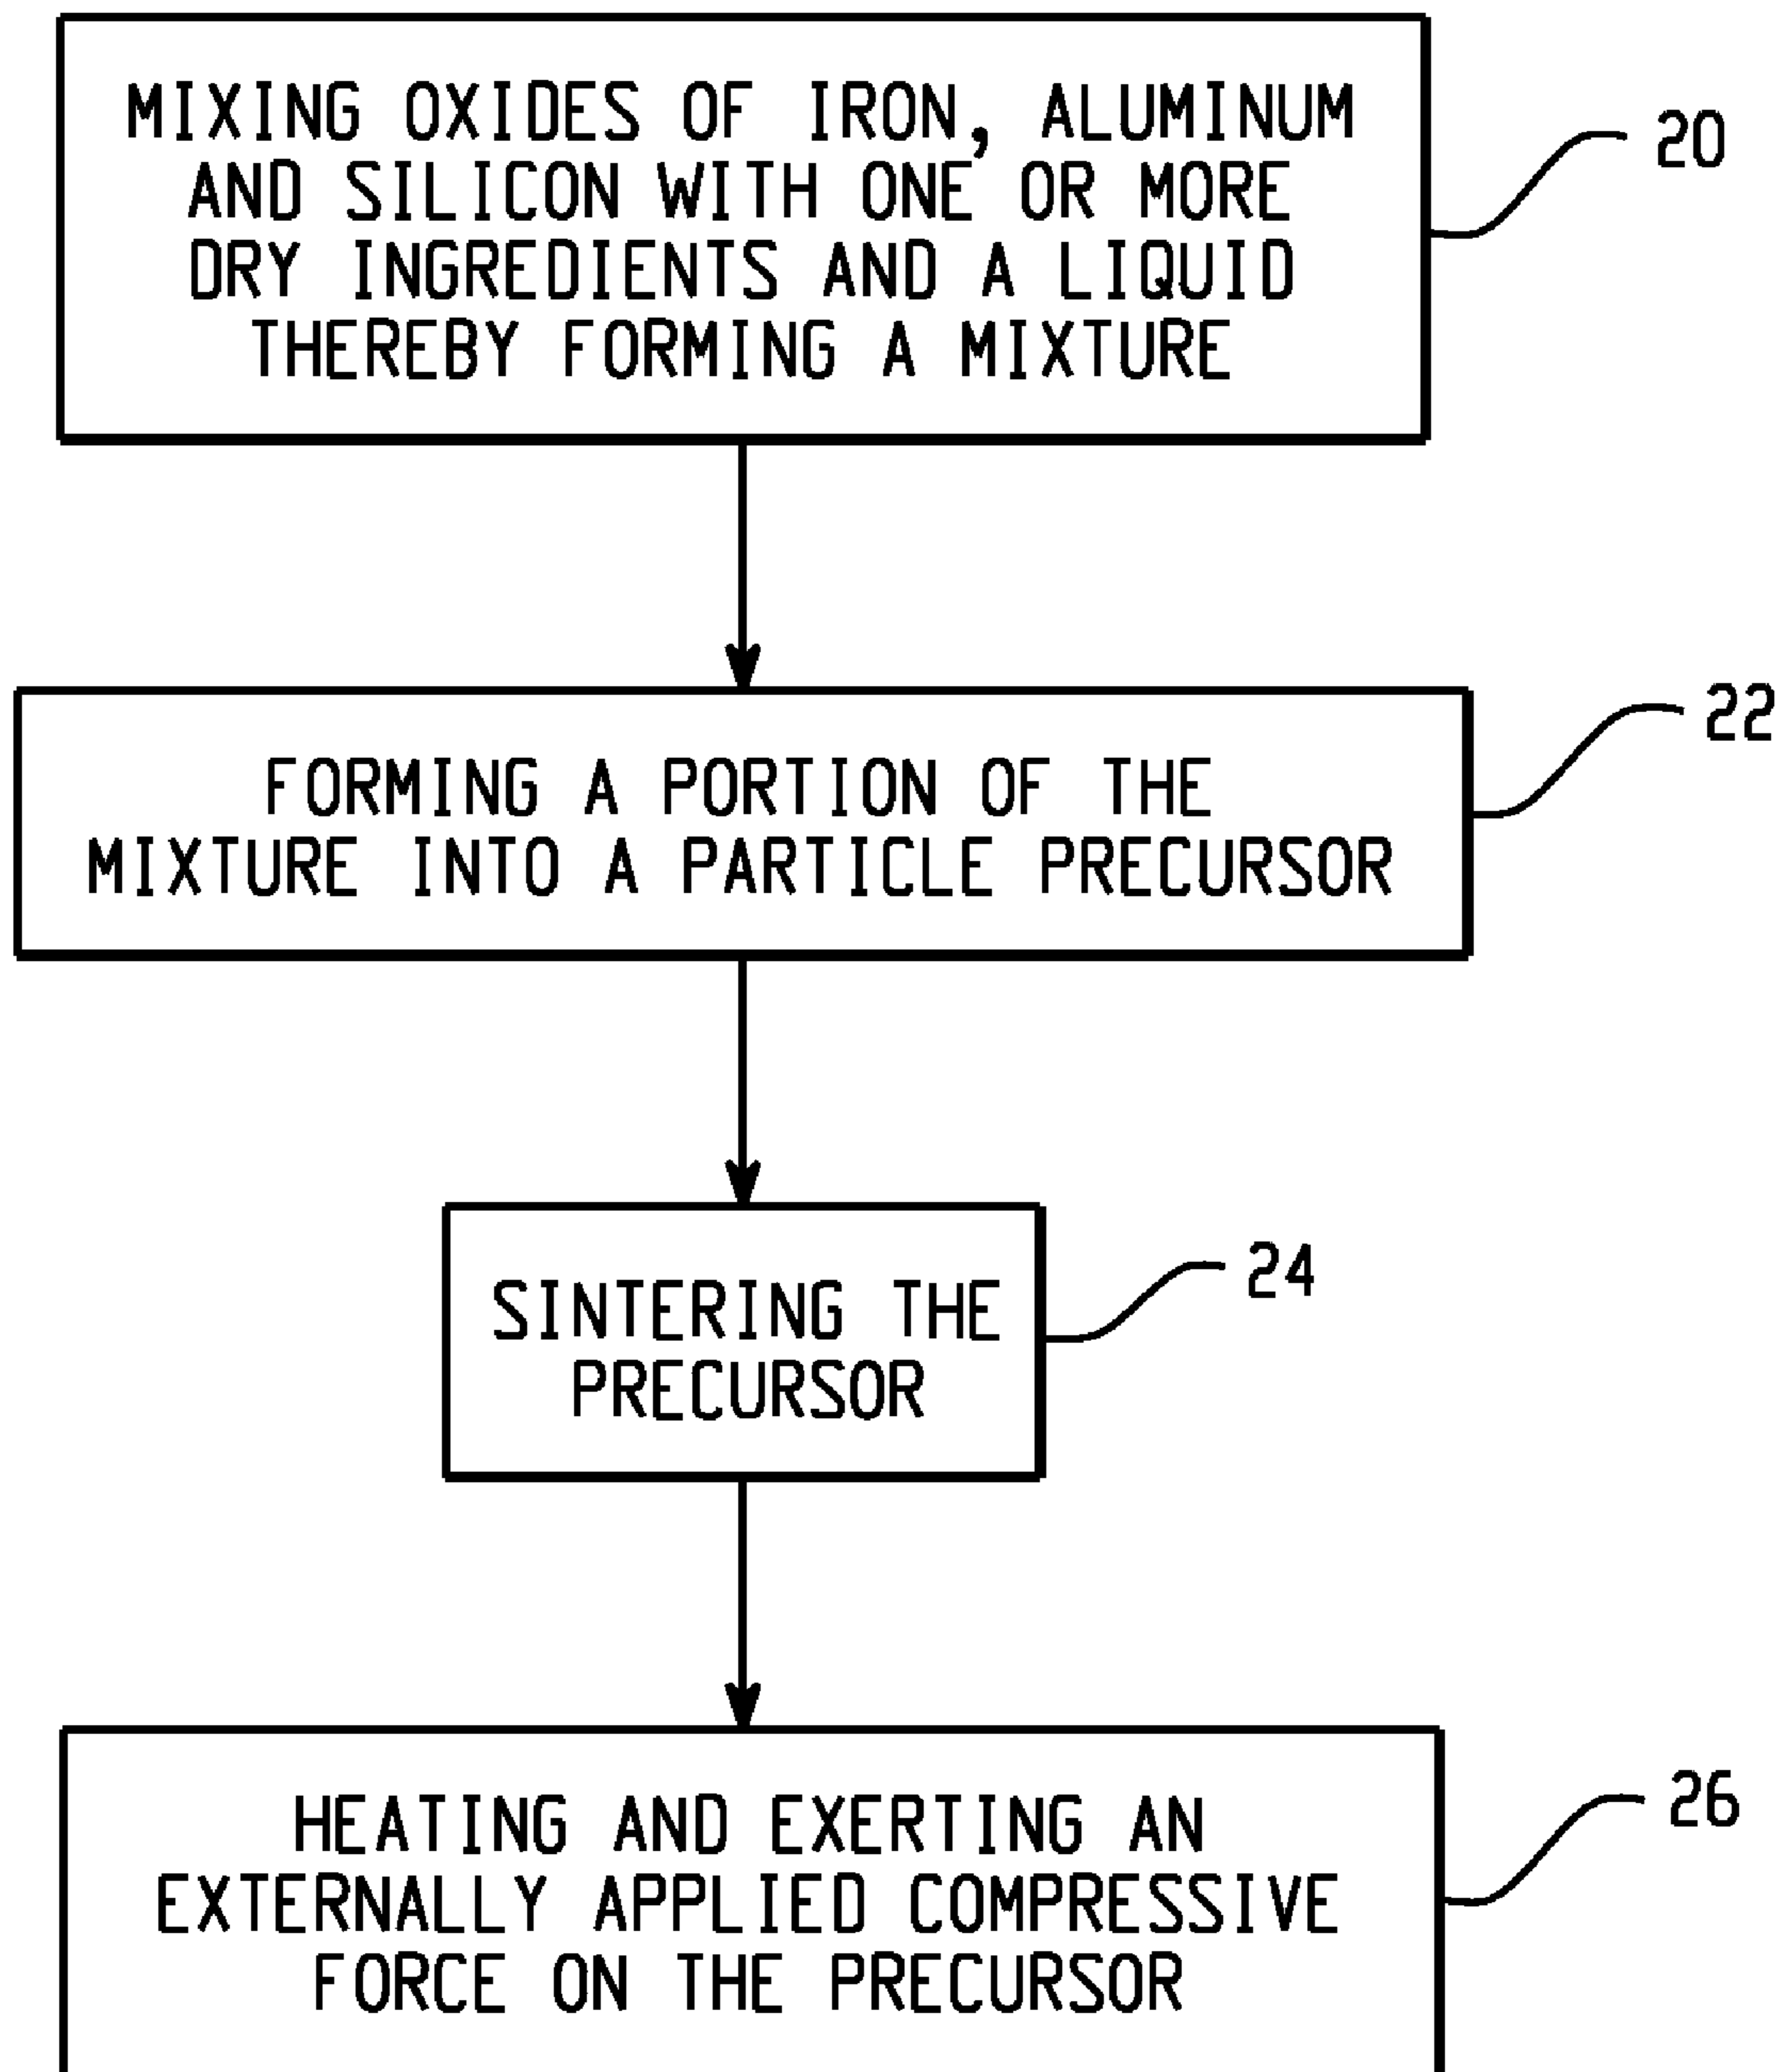 MIXING OXIDES OF IRON, ALUMINUM
AND SILICON WITH ONE OR MORE
DRY INGREDIENTS AND A LIQUID
THEREBY FORMING A MIXTURE
20
FORMING A PORTION OF THE
MIXTURE INTO A PARTICLE PRECURSOR
22
SINTERING THE
PRECURSOR
24
HEATING AND EXERTING AN
EXTERNALLY APPLIED COMPRESSIVE
FORCE ON THE PRECURSOR
26